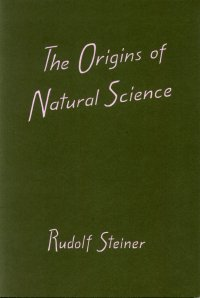 The Origins of
Natural Science
Rudolf Steiner